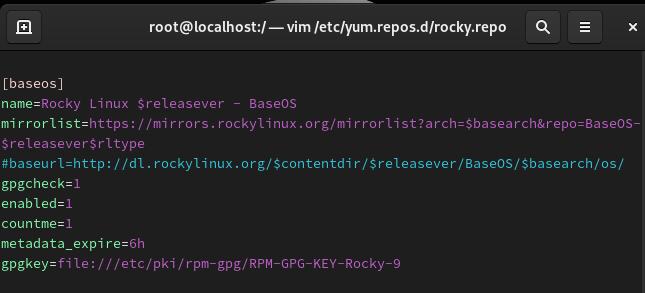 root@localhost:/ — vim /etc/yum.repos.d/rocky.repo
[baseos]
name=Rocky Linux $releasever - BaseOS
mirrorlist=https://mirrors.rockylinux.org/mirrorlist?arch=$basearch&repo=BaseOS-
$releasever$rltype
#baseurl=http://dl.rockylinux.org/$contentdir/$releasever/BaseOS/$basearch/os/
gpgcheck=1
enabled=1
countme=1
metadata_expire=6h
gpgkey=file:///etc/pki/rpm-gpg/RPM-GPG-KEY-Rocky-9